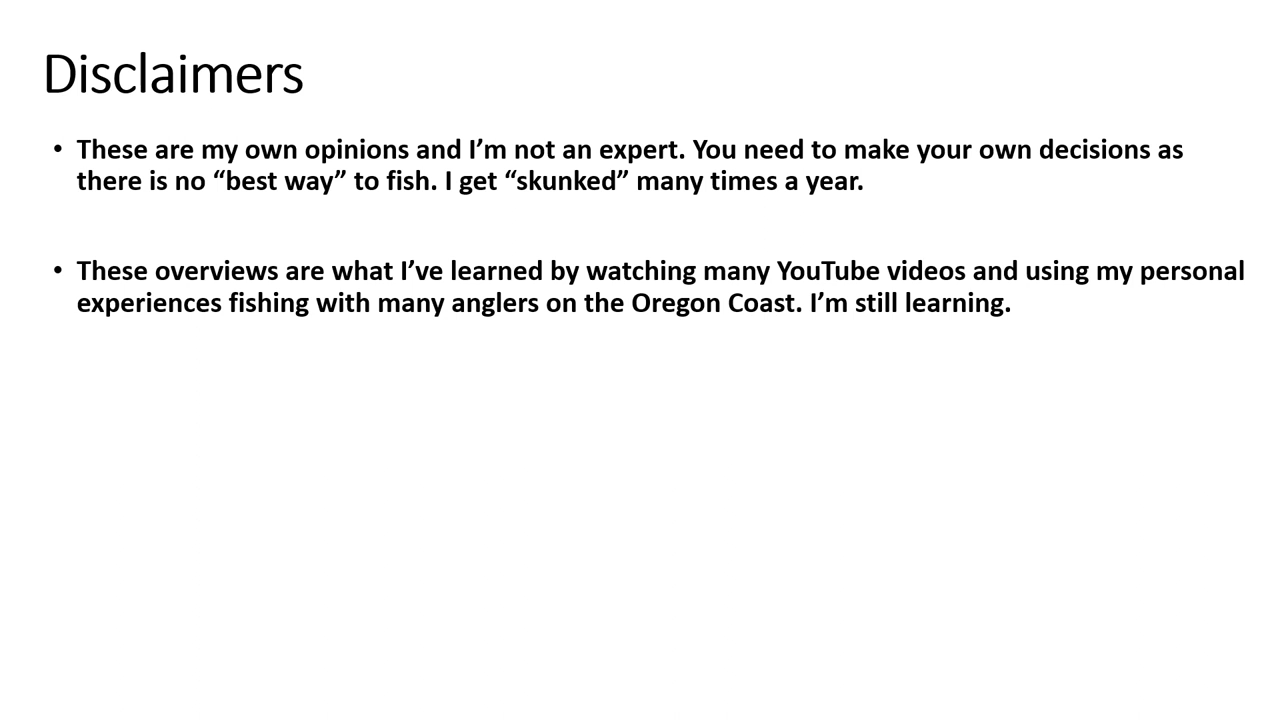 Disclaimers
• These are my own opinions and I’m not an expert. You need to make your own decisions as
there is no “best way” to fish. I get “skunked” many times a year.
• These overviews are what I’ve learned by watching many YouTube videos and using my personal
experiences fishing with many anglers on the Oregon Coast. I’m still learning.